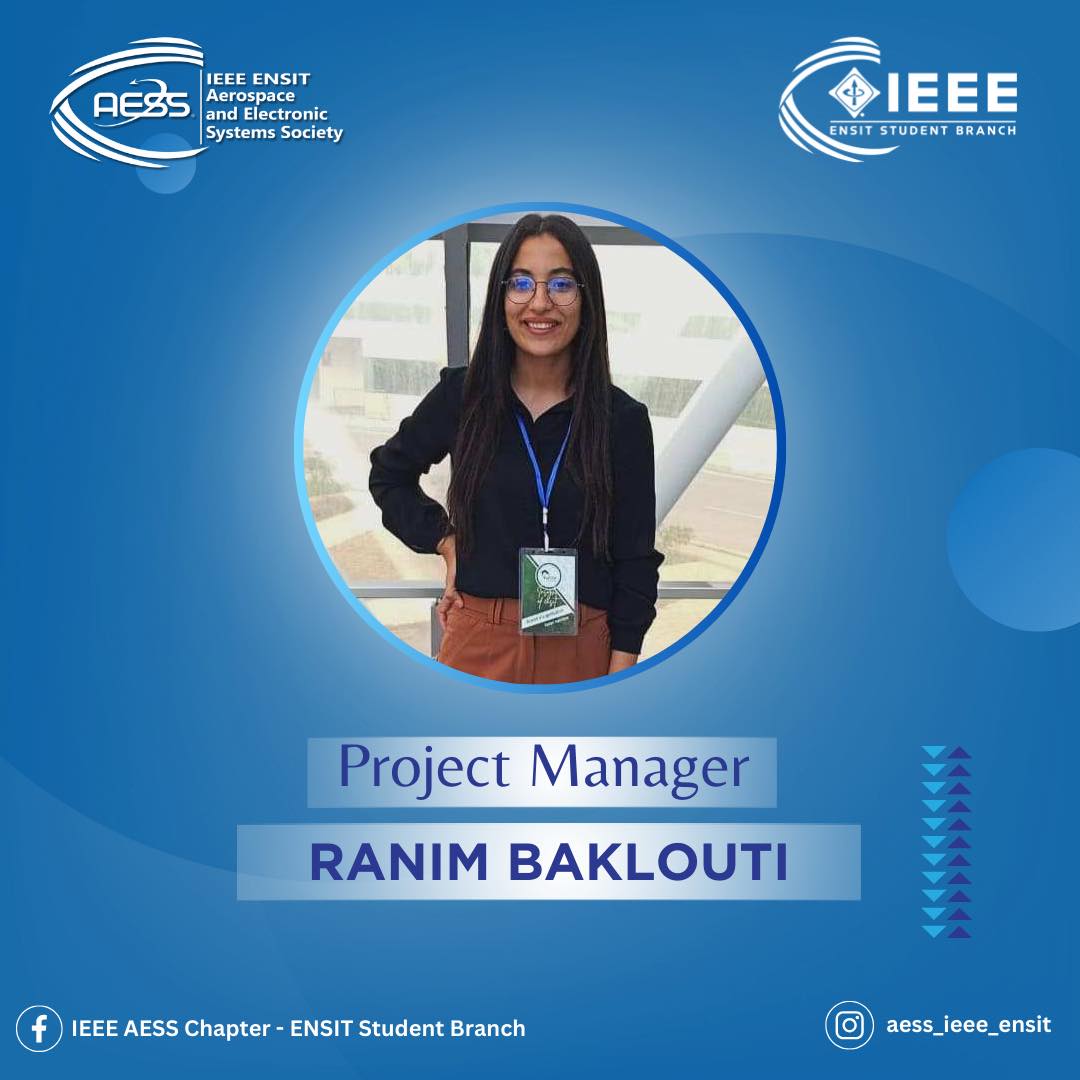 AESS
IEEE ENSIT
Aerospace
and Electronic
Systems Society
IEEE
ENSIT STUDENT BRANCH
Project Manager
RANIM BAKLOUTI
IEEE AESS Chapter - ENSIT Student Branch
aess_ieee_ensit